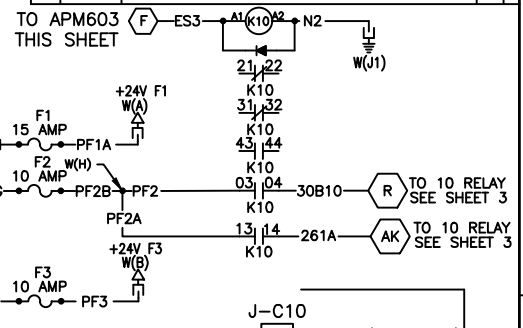 TO APM603
THIS SHEET
F
ES3
A1
K10
A2
N2
W(J1)
21 22
K10
31 32
K10
43 44
K10
+24V F1
W(A)
F1
15 AMP
PF1A
F2
10 AMP
W(H)
PF2B
PF2
03 04
K10
30B10
R
TO 10 RELAY
SEE SHEET 3
PF2A
13 14
K10
261A
AK
TO 10 RELAY
SEE SHEET 3
+24V F3
W(B)
F3
10 AMP
PF3
J-C10